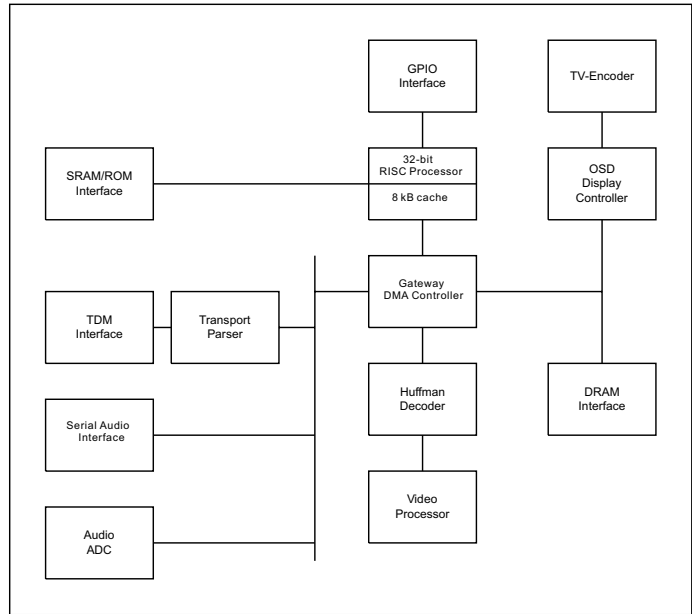 GPIO
Interface
TV-Encoder
SRAM/ROM
Interface
32-bit
RISC Processor
8 kB cache
OSD
Display
Controller
Gateway
DMA Controller
TDM
Interface
Transport
Parser
Huffman
Decoder
DRAM
Interface
Serial Audio
Interface
Video
Processor
Audio
ADC